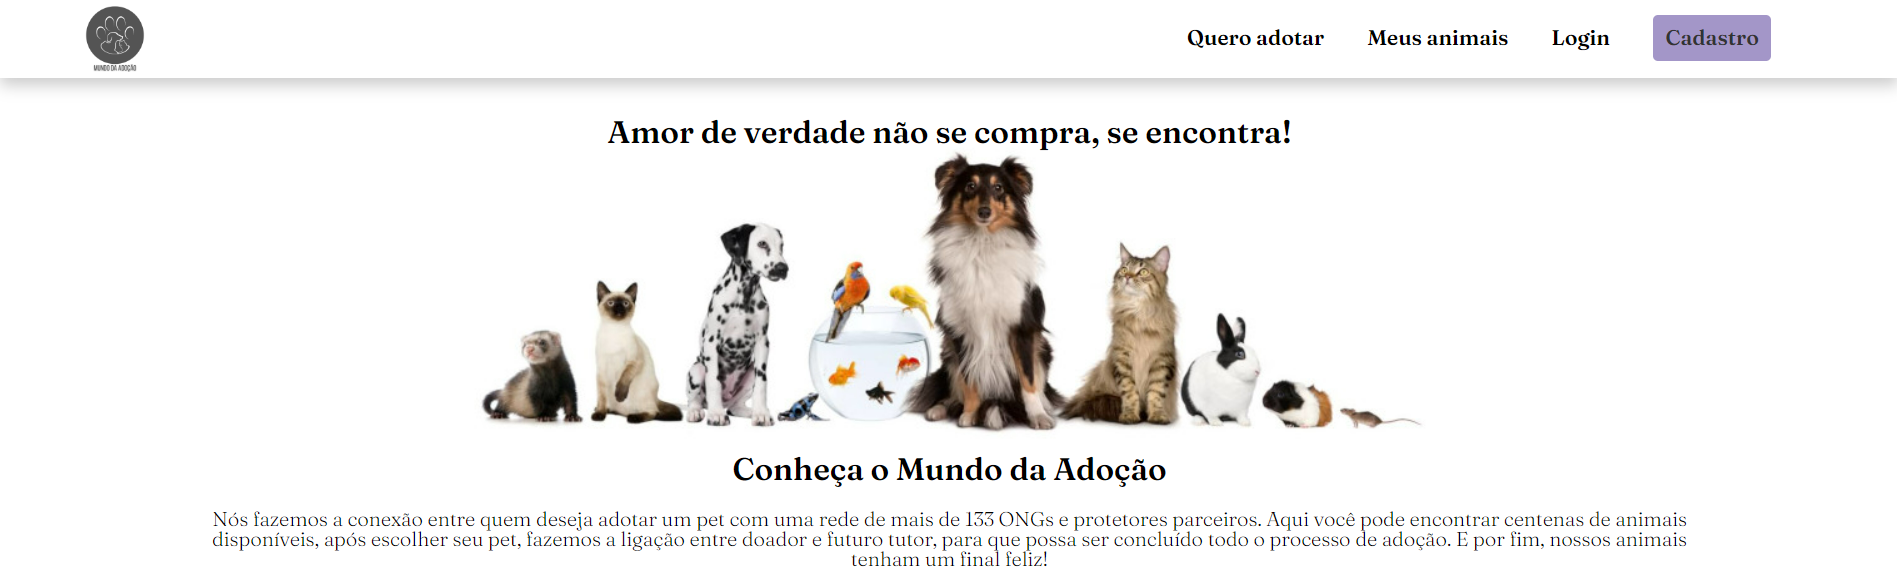 MUNDO DA ADOÇÃO
Quero adotar
Meus animais
Login
Cadastro
Amor de verdade não se compra, se encontra!
Conheça o Mundo da Adoção
Nós fazemos a conexão entre quem deseja adotar um pet com uma rede de mais de 133 ONGs e protetores parceiros. Aqui você pode encontrar centenas de animais
disponíveis, após escolher seu pet, fazemos a ligação entre doador e futuro tutor, para que possa ser concluído todo o processo de adoção. E por fim, nossos animais
tenham um final feliz!